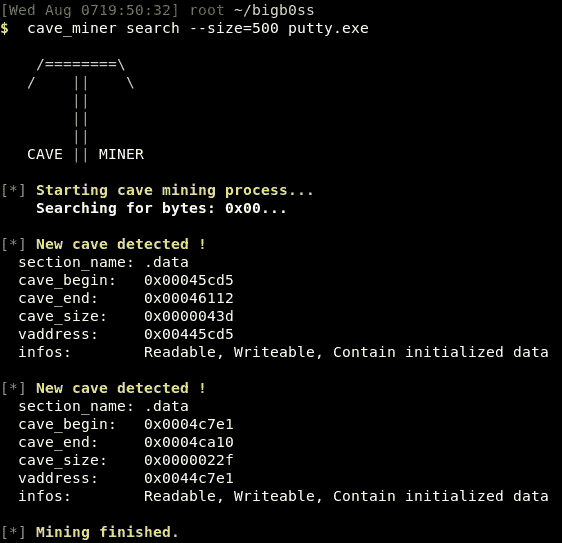 [Wed Aug 0719:50:32] root ~/bigb0ss
$  cave_miner search --size=500 putty.exe
    /========\
   /    ||    \
        ||
        ||
        ||
   CAVE || MINER
[*] Starting cave mining process...
    Searching for bytes: 0x00...
[*] New cave detected !
  section_name: .data
  cave_begin:   0x00045cd5
  cave_end:     0x00046112
  cave_size:    0x0000043d
  vaddress:     0x00445cd5
  infos:        Readable, Writeable, Contain initialized data
[*] New cave detected !
  section_name: .data
  cave_begin:   0x0004c7e1
  cave_end:     0x0004ca10
  cave_size:    0x0000022f
  vaddress:     0x0044c7e1
  infos:        Readable, Writeable, Contain initialized data
[*] Mining finished.